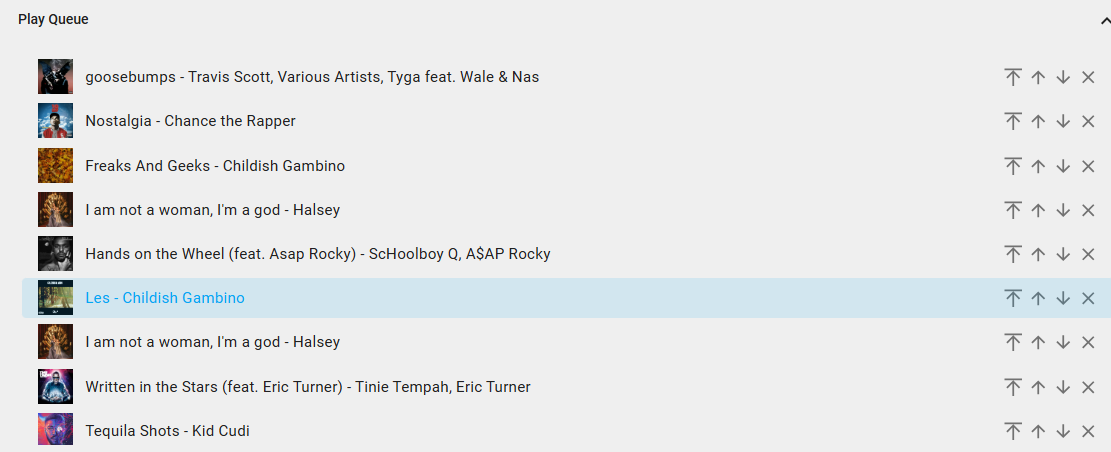 Play Queue
goosebumps - Travis Scott, Various Artists, Tyga feat. Wale & Nas
Nostalgia - Chance the Rapper
Freaks And Geeks - Childish Gambino
I am not a woman, I'm a god - Halsey
Hands on the Wheel (feat. Asap Rocky) - ScHoolboy Q, A$AP Rocky
Les - Childish Gambino
I am not a woman, I'm a god - Halsey
Written in the Stars (feat. Eric Turner) - Tinie Tempah, Eric Turner
Tequila Shots - Kid Cudi